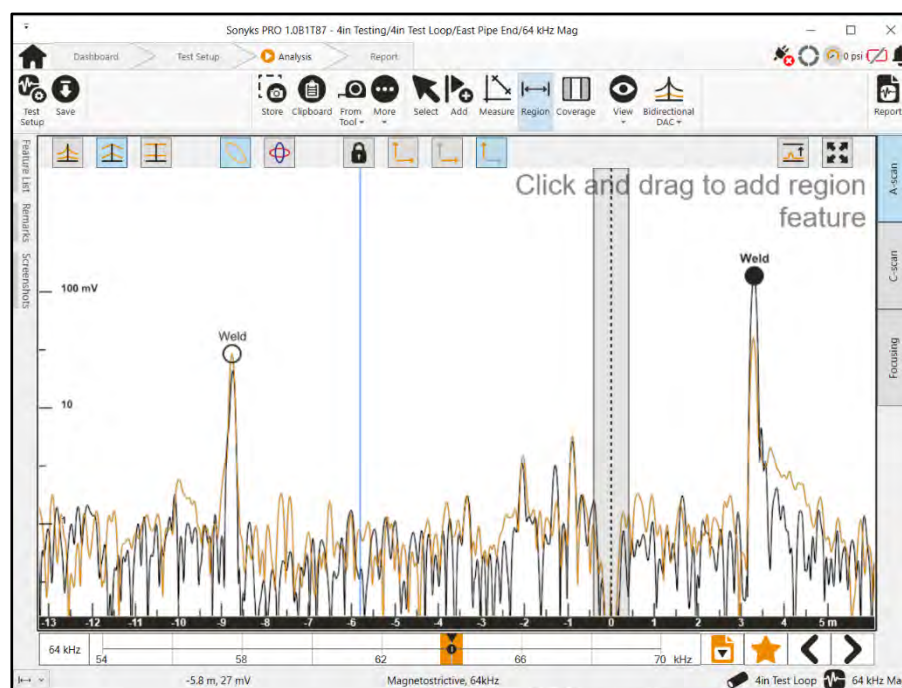 Sonyks PRO 1.0B1T87 - 4in Testing/4in Test Loop/East Pipe End/64 kHz Mag
Dashboard Test Setup Analysis Report
0 psi
Test Setup Save Store Clipboard From Tool More Select Add Measure Region Coverage View Bidirectional DAC Report
Click and drag to add region
feature
Feature List
Remarks
Screenshots
A-scan
C-scan
Focusing
Weld
100 mV
Weld
10
1
-13 -12 -11 -10 -9 -8 -7 -6 -5 -4 -3 -2 -1 0 1 2 3 4 5 m
64 kHz 54 58 62 66 70 kHz
-5.8 m, 27 mV Magnetostrictive, 64kHz 4in Test Loop 64 kHz Ma